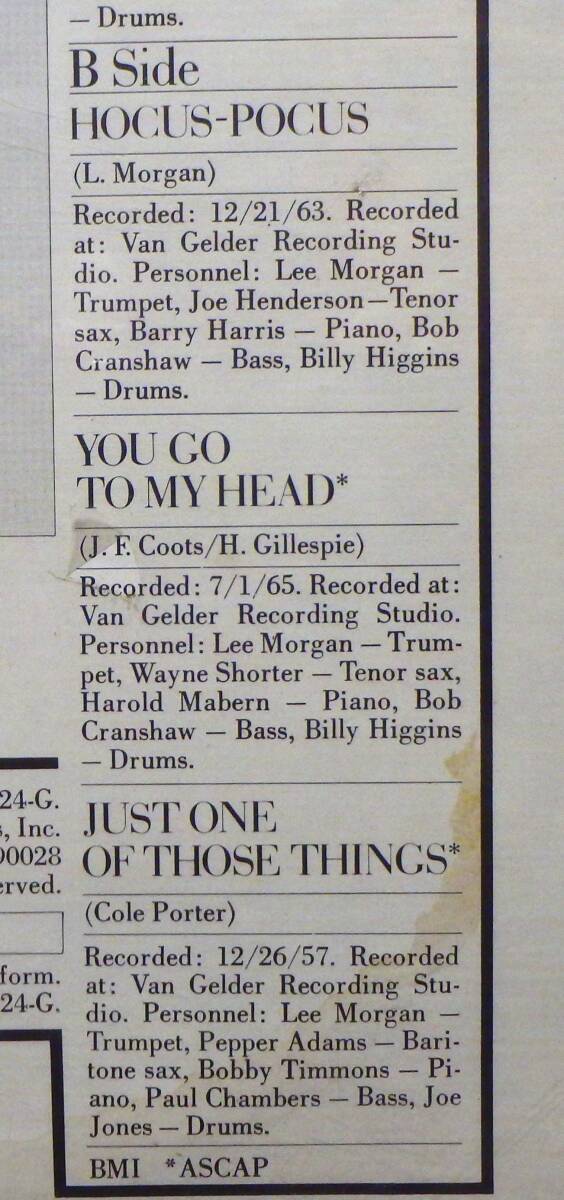 — Drums.
B Side
HOCUS-POCUS
(L. Morgan)
Recorded: 12/21/63. Recorded
at: Van Gelder Recording Stu-
dio. Personnel: Lee Morgan —
Trumpet, Joe Henderson—Tenor
sax, Barry Harris — Piano, Bob
Cranshaw — Bass, Billy Higgins
— Drums.
YOU GO
TO MY HEAD*
(J. F. Coots/H. Gillespie)
Recorded: 7/1/65. Recorded at:
Van Gelder Recording Studio.
Personnel: Lee Morgan — Trum-
pet, Wayne Shorter — Tenor sax,
Harold Mabern — Piano, Bob
Cranshaw — Bass, Billy Higgins
— Drums.
JUST ONE
OF THOSE THINGS*
(Cole Porter)
Recorded: 12/26/57. Recorded
at: Van Gelder Recording Stu-
dio. Personnel: Lee Morgan —
Trumpet, Pepper Adams — Bari-
tone sax, Bobby Timmons — Pi-
ano, Paul Chambers — Bass, Joe
Jones — Drums.
BMI *ASCAP
24-G.
, Inc.
0028
erved.
form.
24-G.